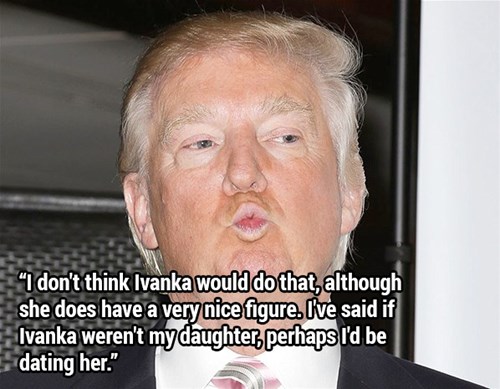 “I don't think Ivanka would do that, although
she does have a very nice figure. I've said if
Ivanka weren't my daughter, perhaps I'd be
dating her.”